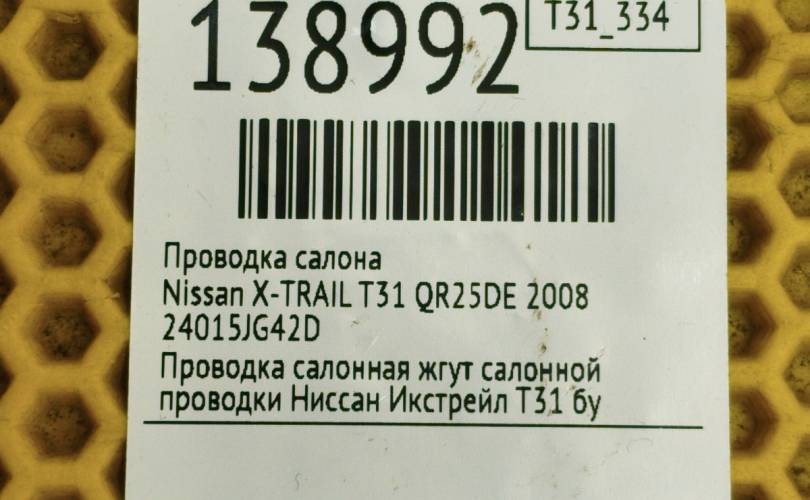 138992
T31_334
Проводка салона
Nissan X-TRAIL T31 QR25DE 2008
24015JG42D
Проводка салонная жгут салонной
проводки Ниссан Икстрейл Т31 бу